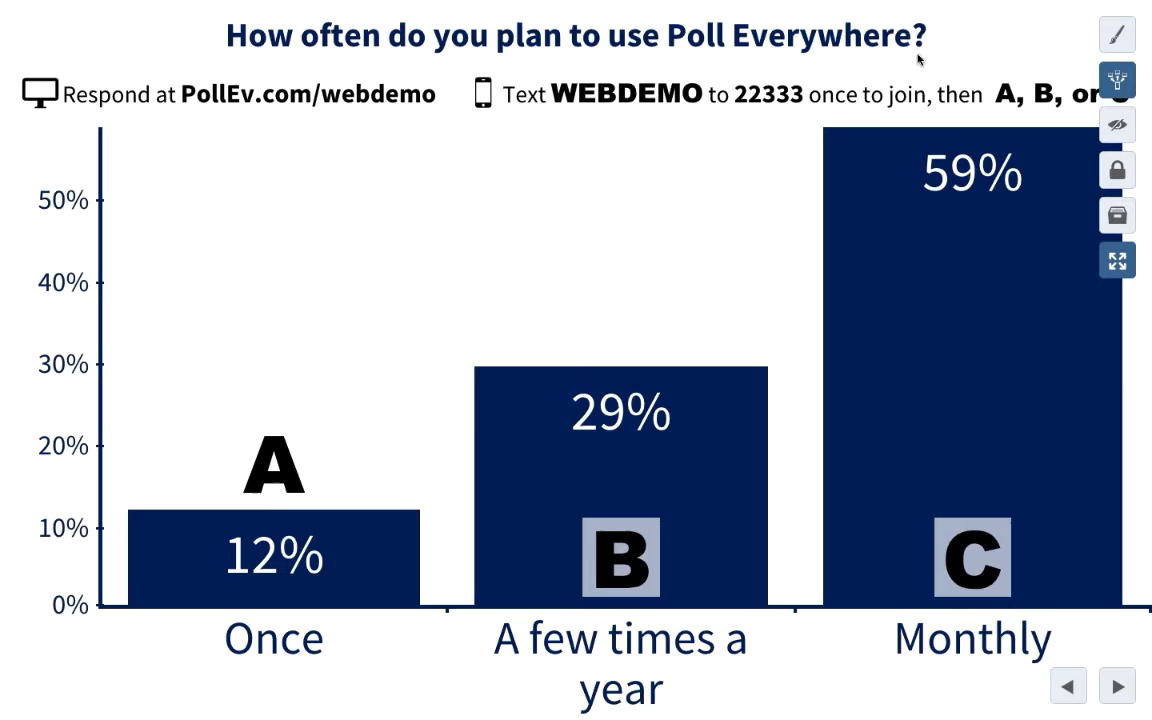 How often do you plan to use Poll Everywhere?
Respond at PollEv.com/webdemo
Text WEBDEMO to 22333 once to join, then A, B, or C
59%
50%
40%
30%
29%
20%
A
10%
12%
B
C
0%
Once
A few times a
year
Monthly